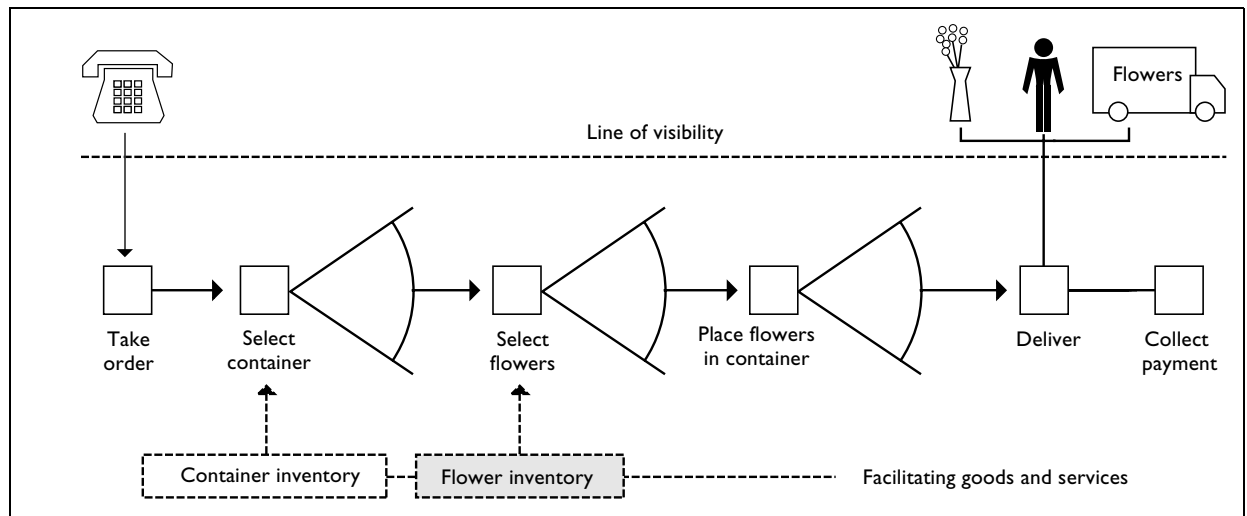 Flowers
Line of visibility
Take
order
Select
container
Select
flowers
Place flowers
in container
Deliver
Collect
payment
Container inventory
Flower inventory
Facilitating goods and services